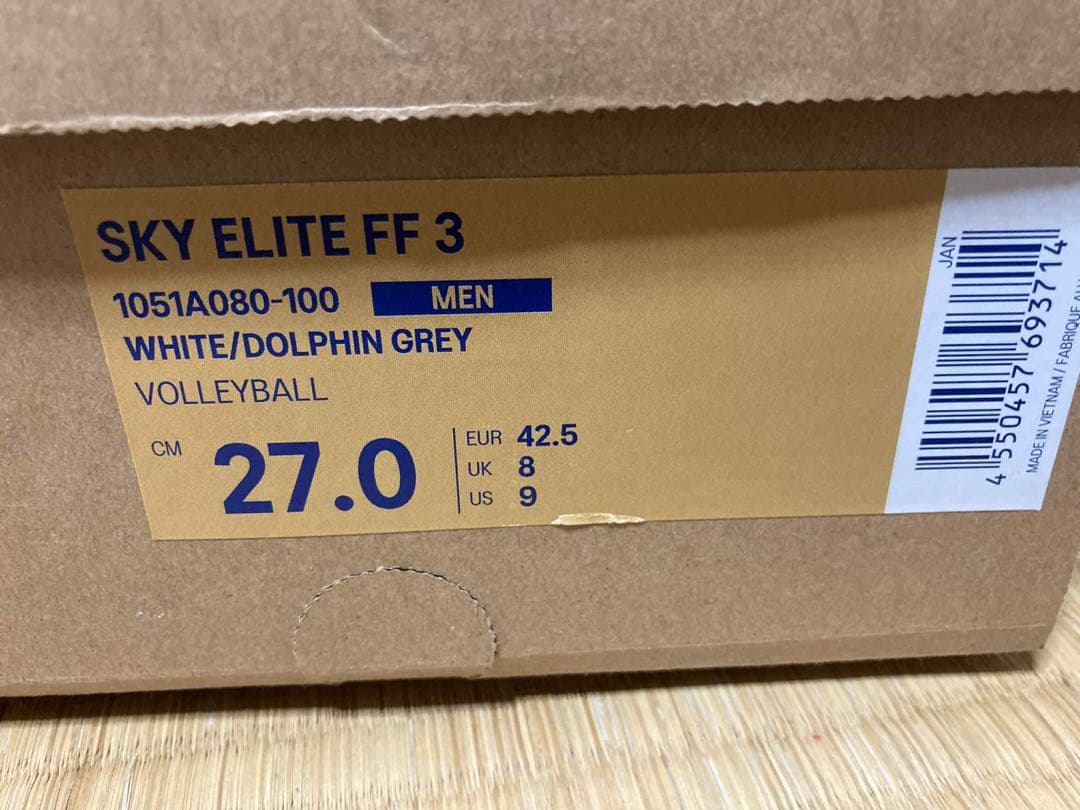 SKY ELITE FF 3
1051A080-100 MEN
WHITE/DOLPHIN GREY
VOLLEYBALL
CM 27.0
EUR 42.5
UK 8
US 9
JAN
4 550457 693714
MADE IN VIETNAM / FABRIQUE AU